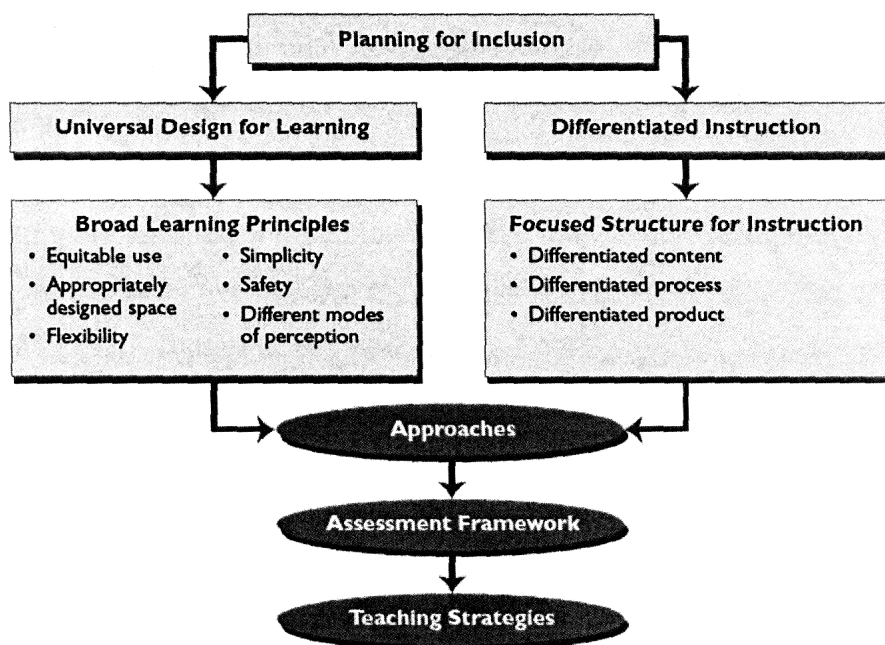 Planning for Inclusion
Universal Design for Learning
Differentiated Instruction
Broad Learning Principles
• Equitable use
• Appropriately
designed space
• Flexibility
• Simplicity
• Safety
• Different modes
of perception
Focused Structure for Instruction
• Differentiated content
• Differentiated process
• Differentiated product
Approaches
Assessment Framework
Teaching Strategies